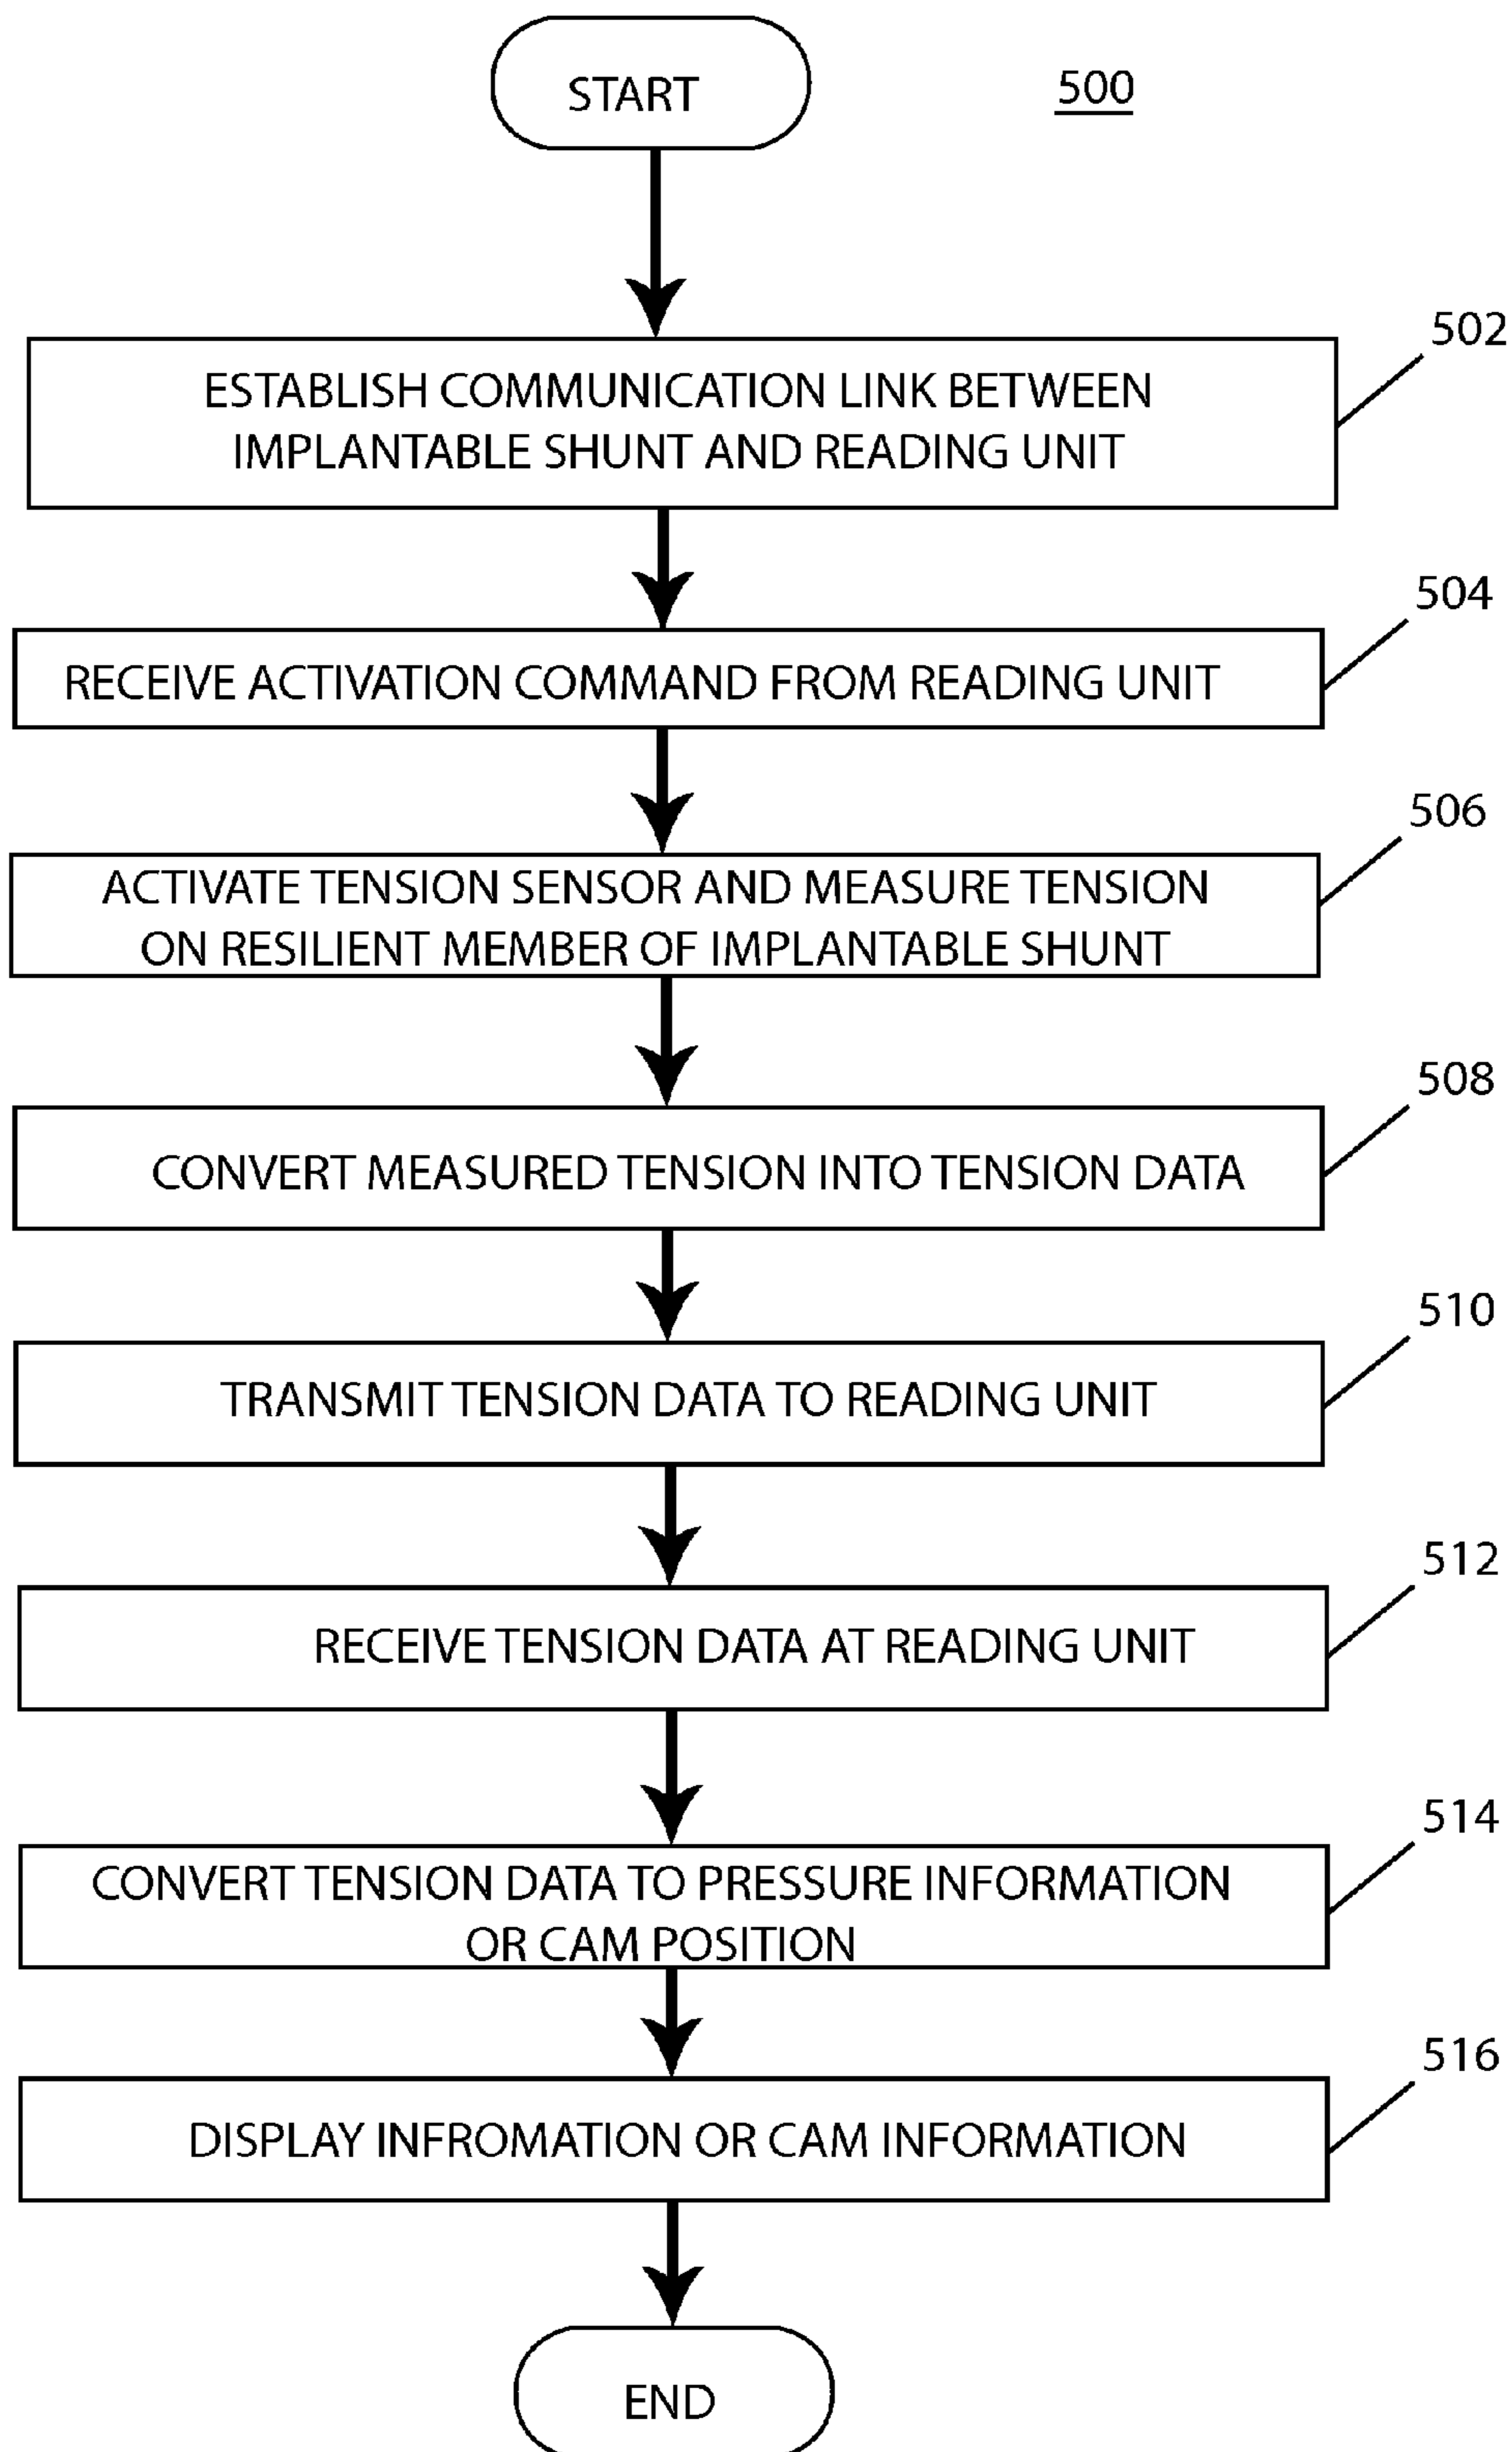 START
500
502
ESTABLISH COMMUNICATION LINK BETWEEN
IMPLANTABLE SHUNT AND READING UNIT
504
RECEIVE ACTIVATION COMMAND FROM READING UNIT
506
ACTIVATE TENSION SENSOR AND MEASURE TENSION
ON RESILIENT MEMBER OF IMPLANTABLE SHUNT
508
CONVERT MEASURED TENSION INTO TENSION DATA
510
TRANSMIT TENSION DATA TO READING UNIT
512
RECEIVE TENSION DATA AT READING UNIT
514
CONVERT TENSION DATA TO PRESSURE INFORMATION
OR CAM POSITION
516
DISPLAY INFROMATION OR CAM INFORMATION
END